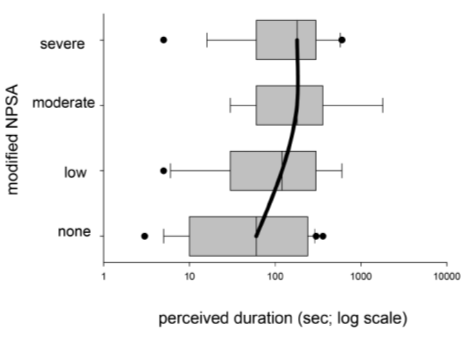 modified NPSA
severe
moderate
low
none
1 10 100 1000 10000
perceived duration (sec; log scale)